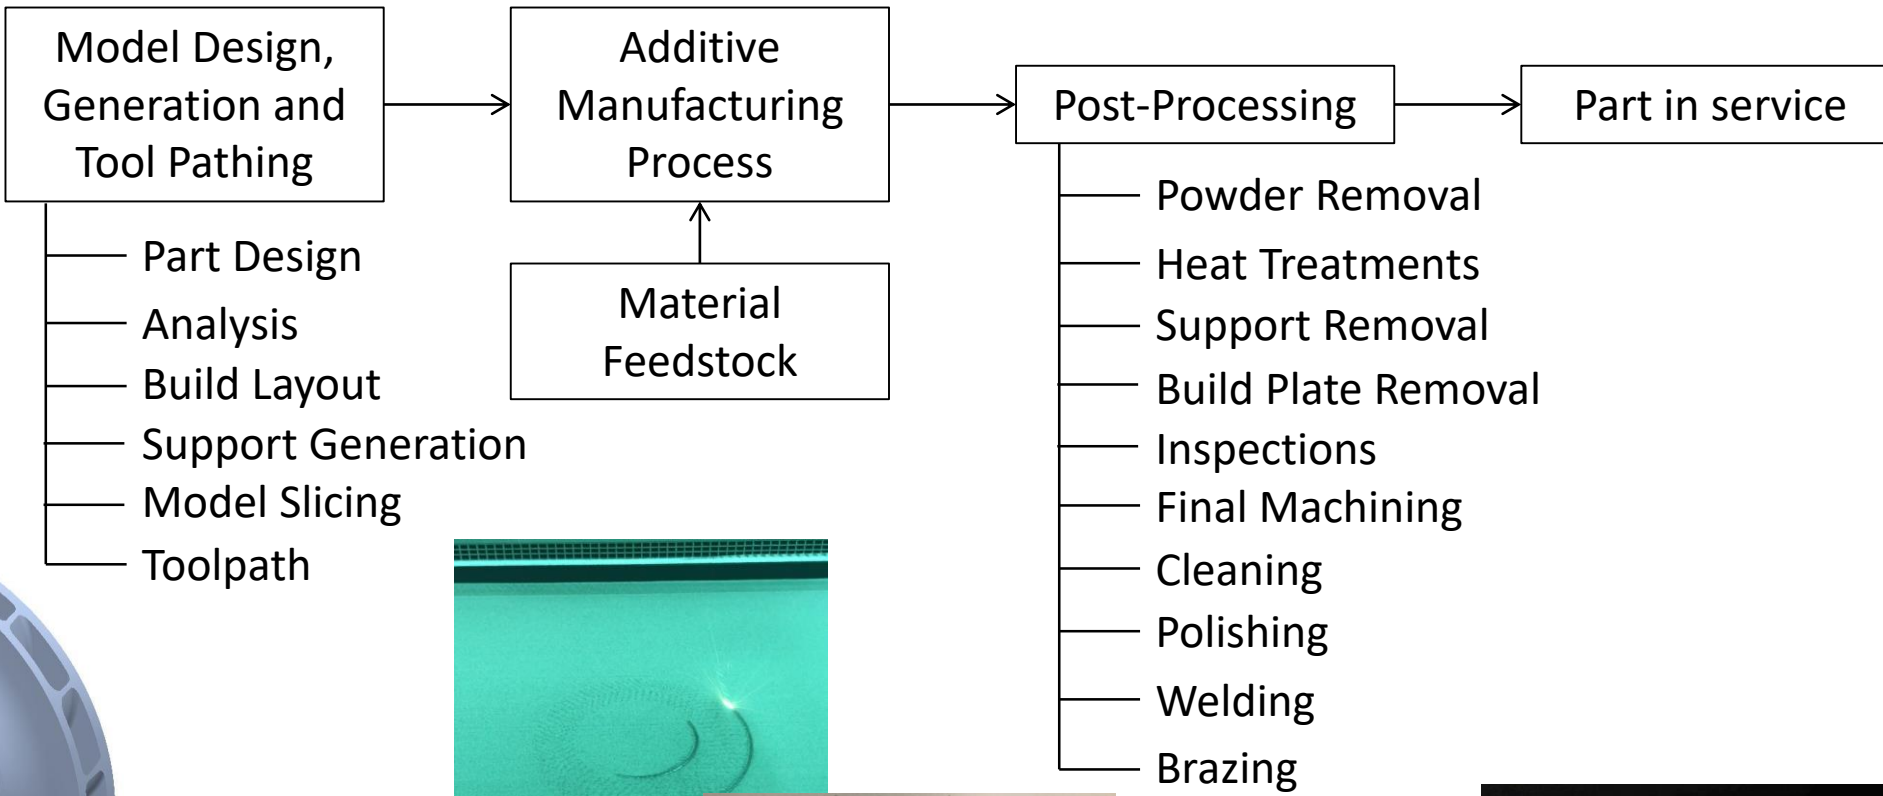 Model Design,
Generation and
Tool Pathing
Additive
Manufacturing
Process
Post-Processing
Part in service
Part Design
Analysis
Build Layout
Support Generation
Model Slicing
Toolpath
Material
Feedstock
Powder Removal
Heat Treatments
Support Removal
Build Plate Removal
Inspections
Final Machining
Cleaning
Polishing
Welding
Brazing